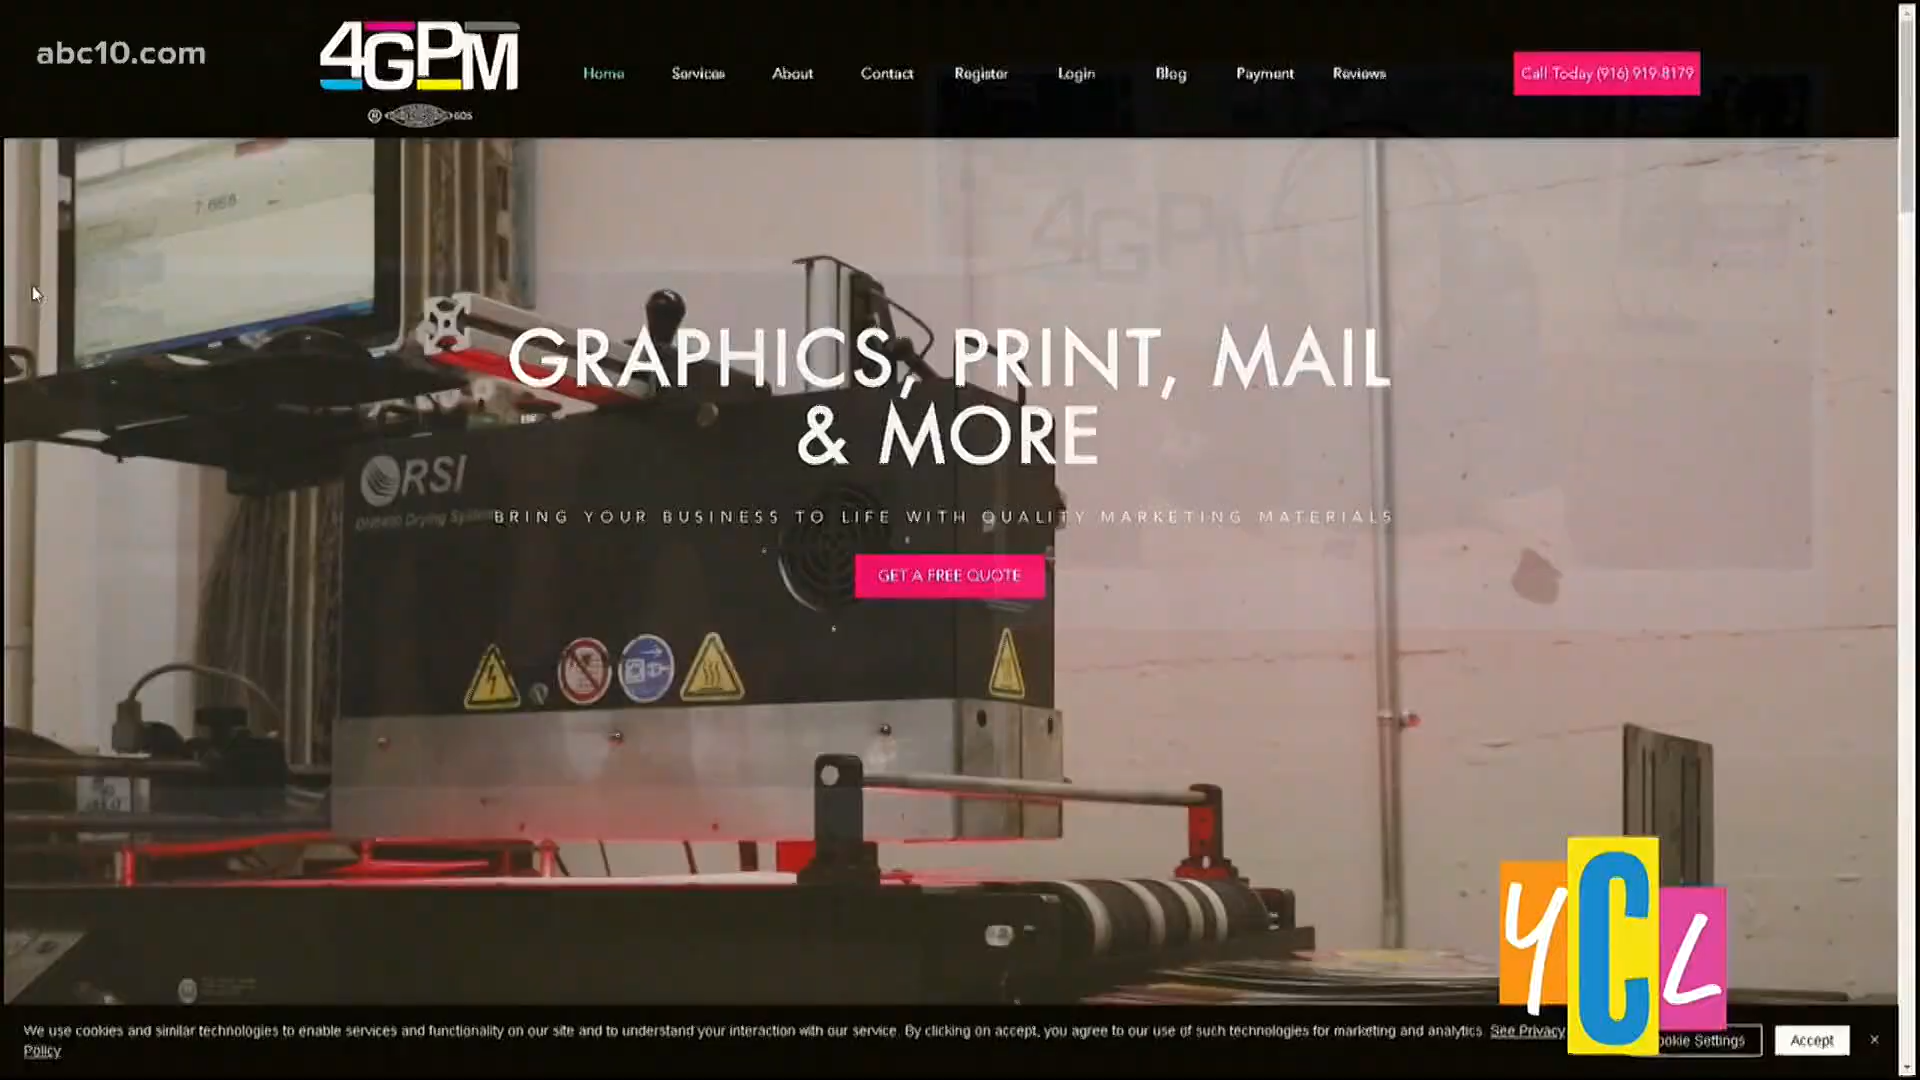 abc10.com
4GPM
Home Services About Contact Register Login Blog Payment Reviews
Call Today (916) 919-8179
GRAPHICS, PRINT, MAIL
& MORE
RSI
BRING YOUR BUSINESS TO LIFE WITH QUALITY MARKETING MATERIALS
GET A FREE QUOTE
4GPM
YCL
We use cookies and similar technologies to enable services and functionality on our site and to understand your interaction with our service. By clicking on accept, you agree to our use of such technologies for marketing and analytics. See Privacy
Policy
Settings
Accept
×